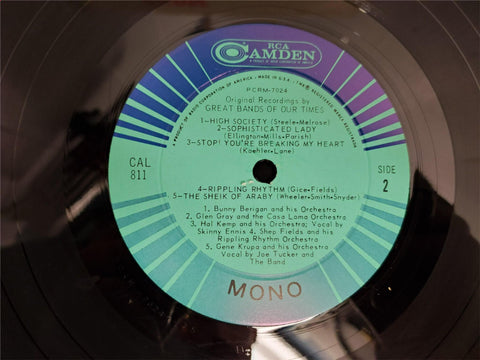 RCA
CAMDEN
PCRM-7024
Original Recordings by
GREAT BANDS OF OUR TIMES
1-HIGH SOCIETY (Steele-Melrose)
2-SOPHISTICATED LADY
(Ellington-Mills-Parish)
3-STOP! YOU'RE BREAKING MY HEART
(Koehler-Lane)
CAL
811
SIDE
2
4-RIPPLING RHYTHM (Gice-Fields)
5-THE SHEIK OF ARABY (Wheeler-Smith-Snyder)
1. Bunny Berigan and his Orchestra
2. Glen Gray and the Casa Loma Orchestra
3. Hal Kemp and his Orchestra; Vocal by
Skinny Ennis 4. Shep Fields and his
Rippling Rhythm Orchestra
5. Gene Krupa and his Orchestra
Vocal by Joe Tucker and
The Band
MONO